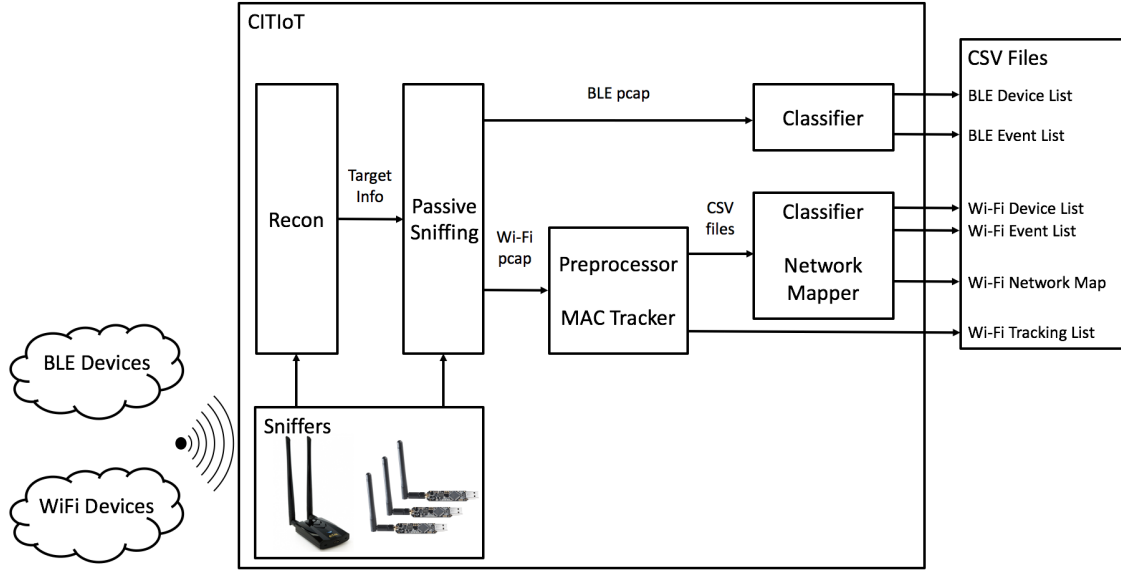 CITIoT
CSV Files
BLE pcap
Classifier
BLE Device List
BLE Event List
Target
Info
Recon
Passive
Sniffing
CSV
files
Classifier
Network
Mapper
Wi-Fi Device List
Wi-Fi Event List
Wi-Fi Network Map
Wi-Fi
pcap
Preprocessor
MAC Tracker
Wi-Fi Tracking List
BLE Devices
WiFi Devices
Sniffers